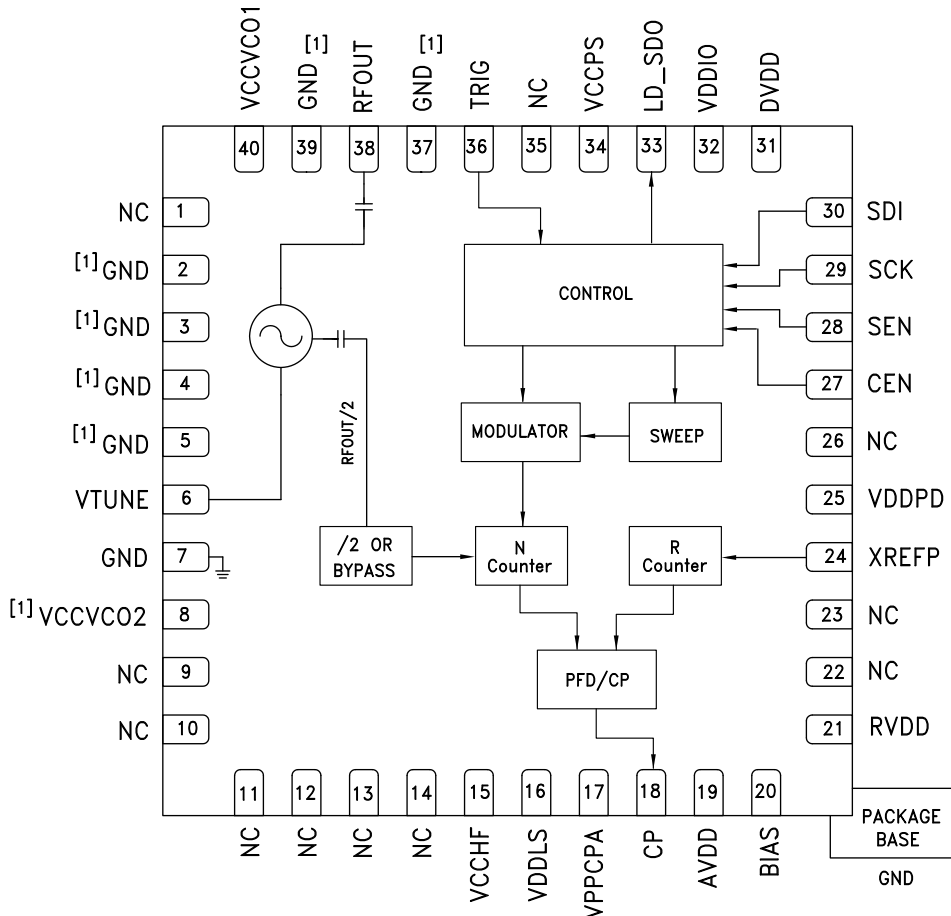 VCCVCO1
GND [1]
RFOUT
GND [1]
TRIG
NC
VCCPS
LD_SDO
VDDIO
DVDD
40
39
38
37
36
35
34
33
32
31
NC 1
[1] GND 2
[1] GND 3
[1] GND 4
[1] GND 5
VTUNE 6
GND 7
[1] VCCVCO2 8
NC 9
NC 10
30 SDI
29 SCK
28 SEN
27 CEN
26 NC
25 VDDPD
24 XREFP
23 NC
22 NC
21 RVDD
CONTROL
MODULATOR
SWEEP
RFOUT/2
/2 OR
BYPASS
N
Counter
R
Counter
PFD/CP
11
12
13
14
15
16
17
18
19
20
NC
NC
NC
NC
VCCHF
VDDLS
VPPCPA
CP
AVDD
BIAS
PACKAGE
BASE
GND